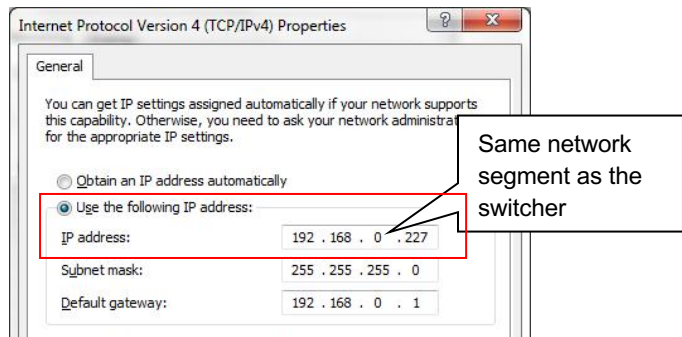 Internet Protocol Version 4 (TCP/IPv4) Properties
General
You can get IP settings assigned automatically if your network supports
this capability. Otherwise, you need to ask your network
for the appropriate IP settings.
Same network
segment as the
switcher
Obtain an IP address automatically
Use the following IP address:
IP address:
192 . 168 . 0 . 227
Subnet mask:
255 . 255 . 255 . 0
Default gateway:
192 . 168 . 0 . 1